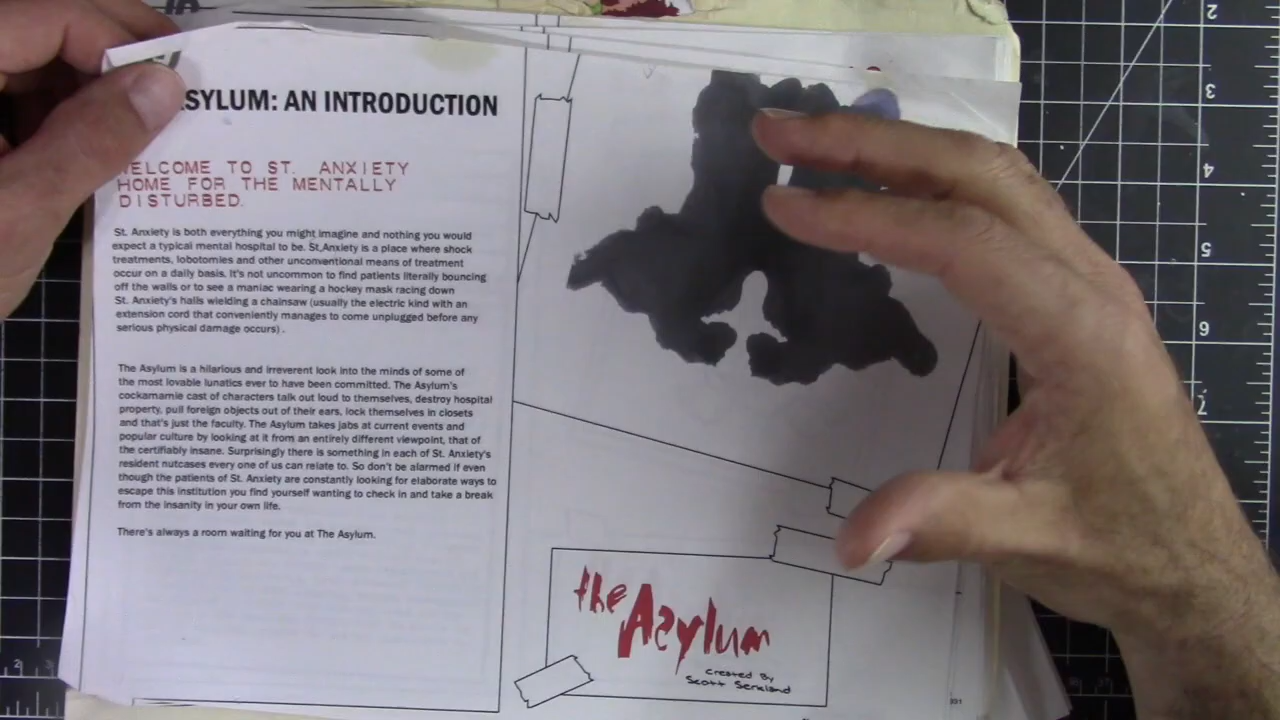 ASYLUM: AN INTRODUCTION
WELCOME TO ST. ANXIETY
HOME FOR THE MENTALLY
DISTURBED.
St. Anxiety is both everything you might imagine and nothing you would
expect a typical mental hospital to be. St.Anxiety is a place where shock
treatments, lobotomies and other unconventional means of treatment
occur on a daily basis. It's not uncommon to find patients literally bouncing
off the walls or to see a maniac wearing a hockey mask racing down
St. Anxiety's halls wielding a chainsaw (usually the electric kind with an
extension cord that conveniently manages to come unplugged before any
serious physical damage occurs) .
The Asylum is a hilarious and irreverent look into the minds of some of
the most lovable lunatics ever to have been committed. The Asylum's
cockamamie cast of characters talk out loud to themselves, destroy hospital
property, pull foreign objects out of their ears, lock themselves in closets
and that's just the faculty. The Asylum takes jabs at current events and
popular culture by looking at it from an entirely different viewpoint, that of
the certifiably insane. Surprisingly there is something in each of St. Anxiety's
resident nutcases every one of us can relate to. So don't be alarmed if even
though the patients of St. Anxiety are constantly looking for elaborate ways to
escape this institution you find yourself wanting to check in and take a break
from the insanity in your own life.
There's always a room waiting for you at The Asylum.
the Asylum
Created By
Scott Serkland
2
3
4
5
6
7
2